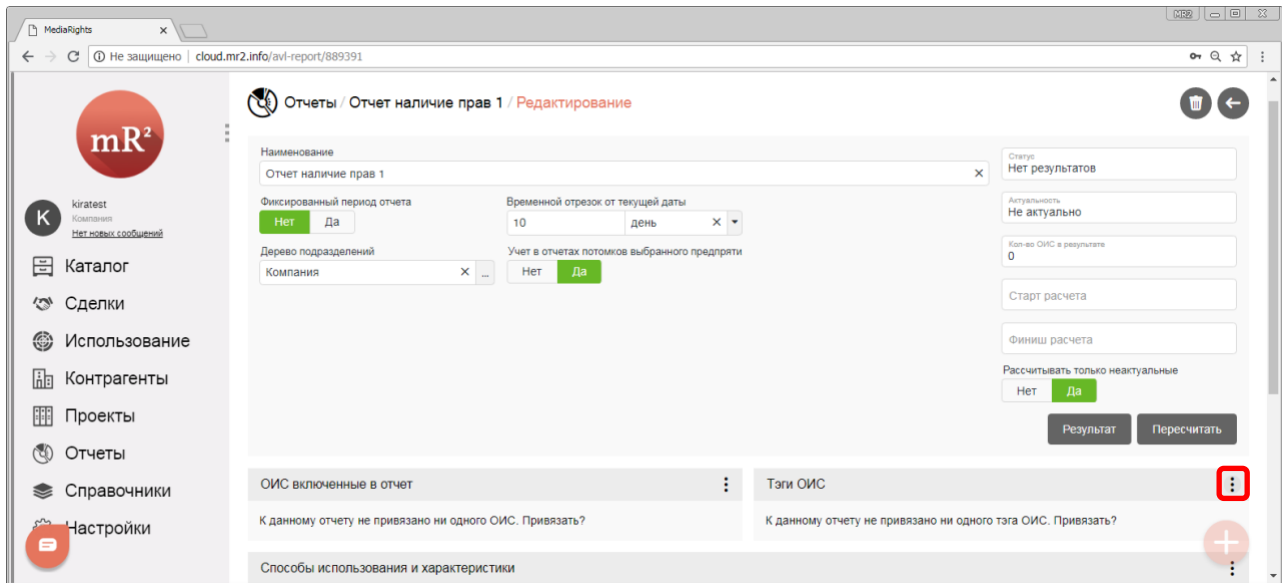 MR2
MediaRights
Не защищено | cloud.mr2.info/avl-report/889391
mR²
Отчеты / Отчет наличие прав 1 / Редактирование
Наименование
Отчет наличие прав 1
Статус
Нет результатов
K
kiratest
Компания
Нет новых сообщений
Фиксированный период отчета
Нет Да
Временной отрезок от текущей даты
10 день
Актуальность
Не актуально
Дерево подразделений
Компания ...
Учет в отчетах потомков выбранного предпряти
Нет Да
Кол-во ОИС в результате
0
Старт расчета
Финиш расчета
Рассчитывать только неактуальные
Нет Да
Результат Пересчитать
Каталог
Сделки
Использование
Контрагенты
Проекты
Отчеты
Справочники
Настройки
ОИС включенные в отчет
К данному отчету не привязано ни одного ОИС. Привязать?
Тэги ОИС
К данному отчету не привязано ни одного тэга ОИС. Привязать?
Способы использования и характеристики